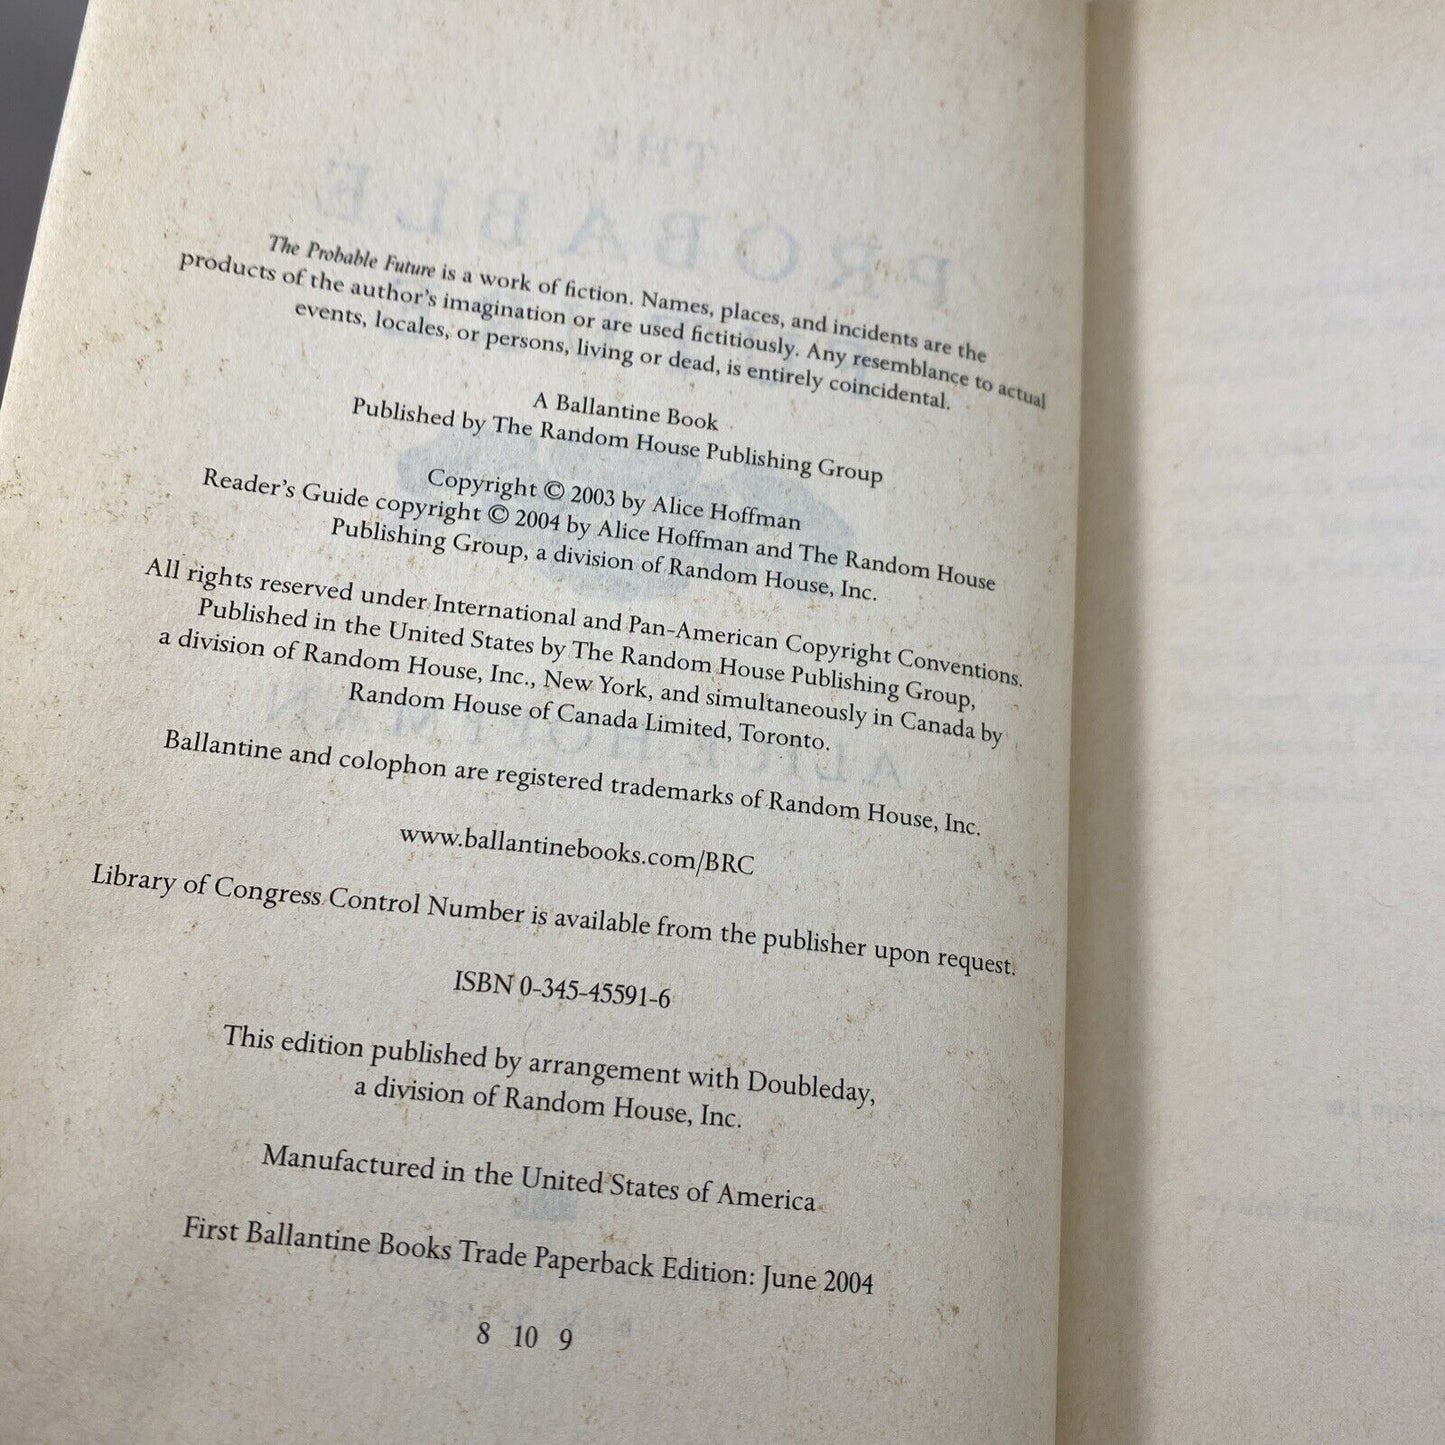 The Probable Future is a work of fiction. Names, places, and incidents are the
products of the author's imagination or are used fictitiously. Any resemblance to actual
events, locales, or persons, living or dead, is entirely coincidental.
A Ballantine Book
Published by The Random House Publishing Group
Copyright © 2003 by Alice Hoffman
Reader's Guide copyright © 2004 by Alice Hoffman and The Random House
Publishing Group, a division of Random House, Inc.
All rights reserved under International and Pan-American Copyright Conventions.
Published in the United States by The Random House Publishing Group,
a division of Random House, Inc., New York, and simultaneously in Canada by
Random House of Canada Limited, Toronto.
Ballantine and colophon are registered trademarks of Random House, Inc.
www.ballantinebooks.com/BRC
Library of Congress Control Number is available from the publisher upon request.
ISBN 0-345-45591-6
This edition published by arrangement with Doubleday,
a division of Random House, Inc.
Manufactured in the United States of America
First Ballantine Books Trade Paperback Edition: June 2004
8 10 9
THE
PROBABLE
ALICE HOFFMAN